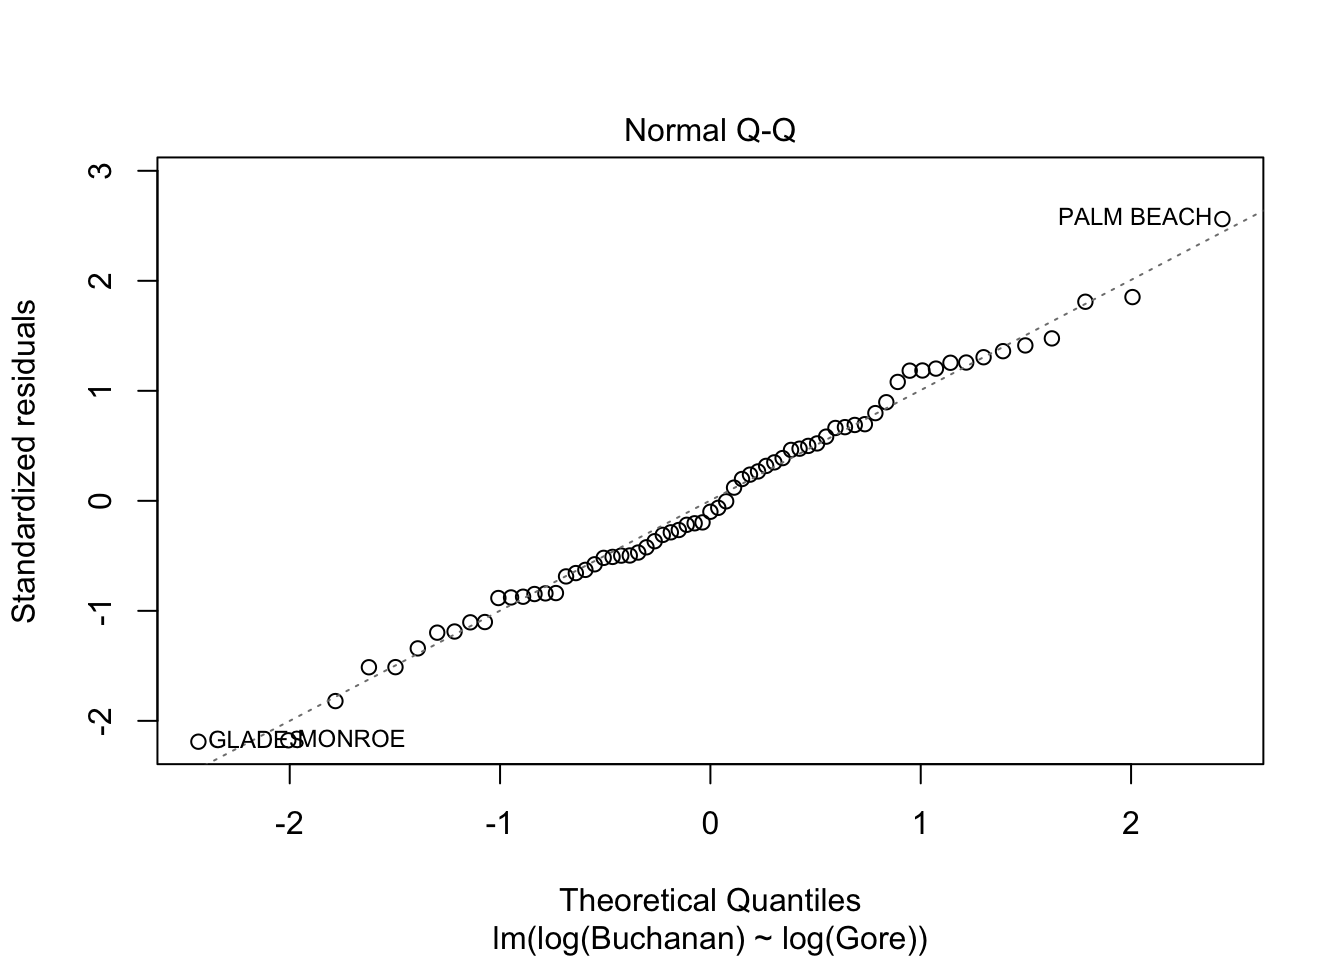 Normal Q-Q
3
2
1
0
-1
-2
Standardized residuals
PALM BEACH
GLADES
MONROE
-2 -1 0 1 2
Theoretical Quantiles
lm(log(Buchanan) ~ log(Gore))